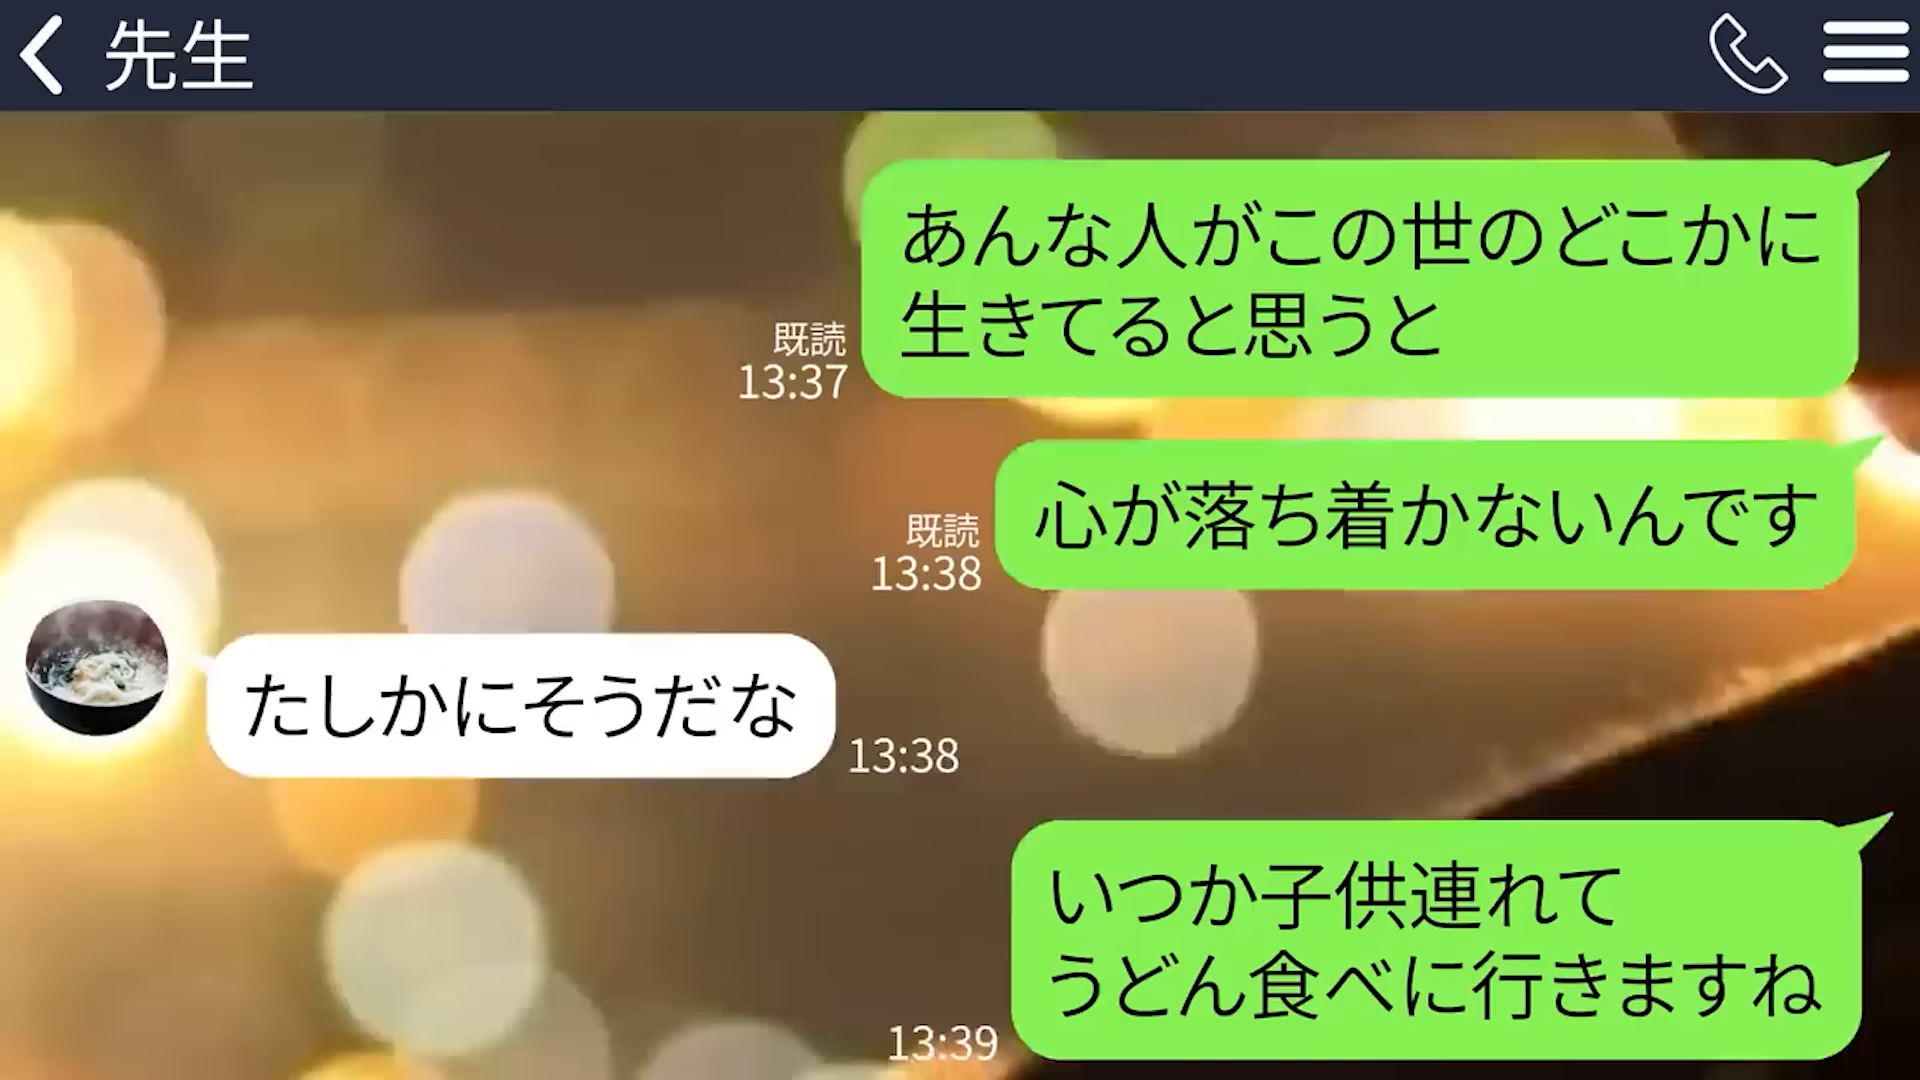 先生
あんな人がこの世のどこかに
生きてると思うと
既読
13:37
心が落ち着かないんです
既読
13:38
たしかにそうだな
13:38
いつか子供連れて
うどん食べに行きますね
13:39